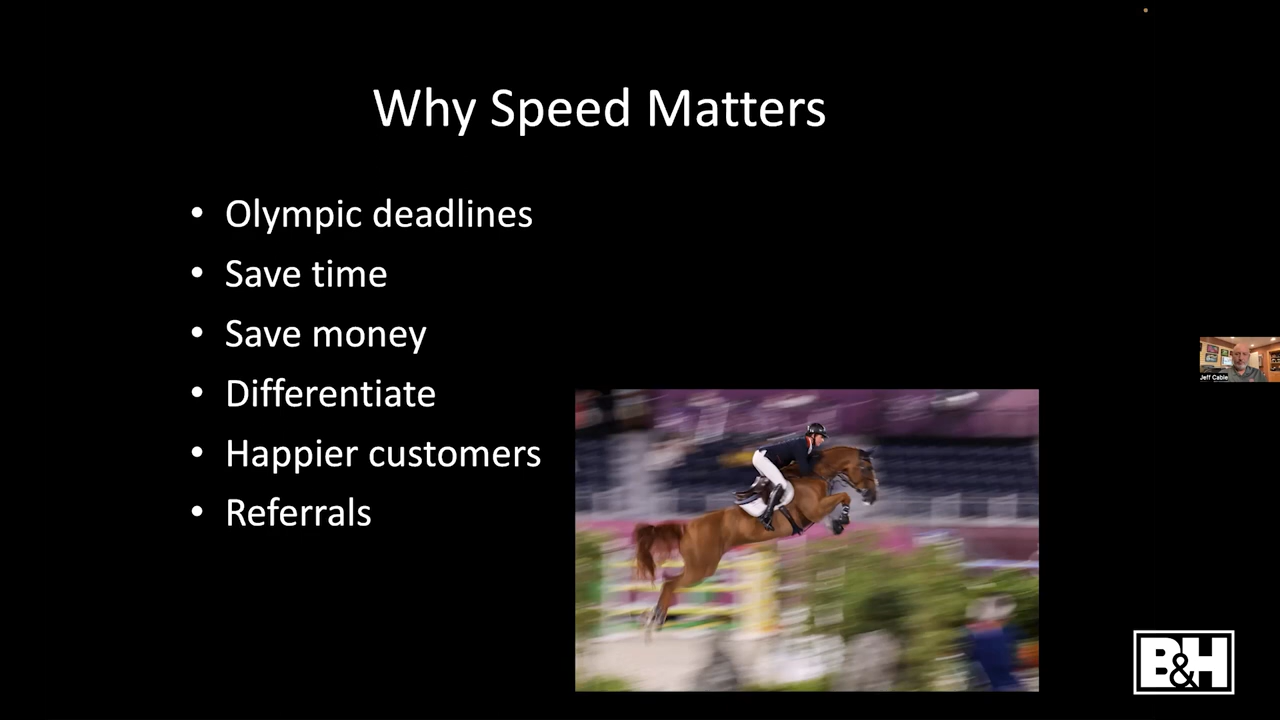 Why Speed Matters
• Olympic deadlines
• Save time
• Save money
• Differentiate
• Happier customers
• Referrals
Jeff Cable
B&H